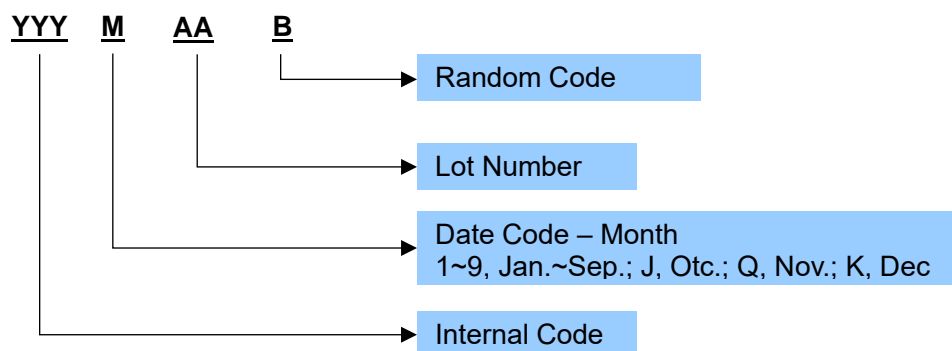 YYY M AA B
Random Code
Lot Number
Date Code – Month
1~9, Jan.~Sep.; J, Otc.; Q, Nov.; K, Dec
Internal Code